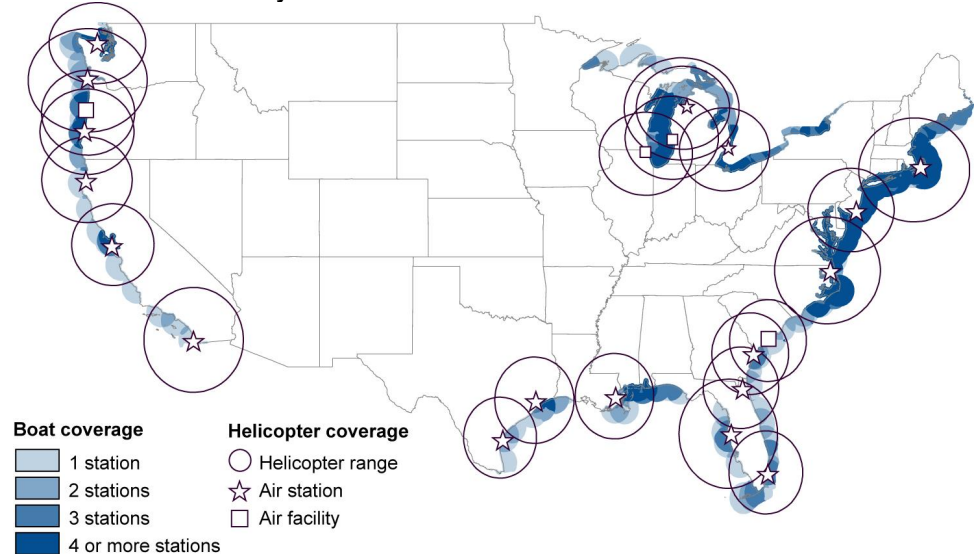 Boat coverage
1 station
2 stations
3 stations
4 or more stations
Helicopter coverage
Helicopter range
Air station
Air facility